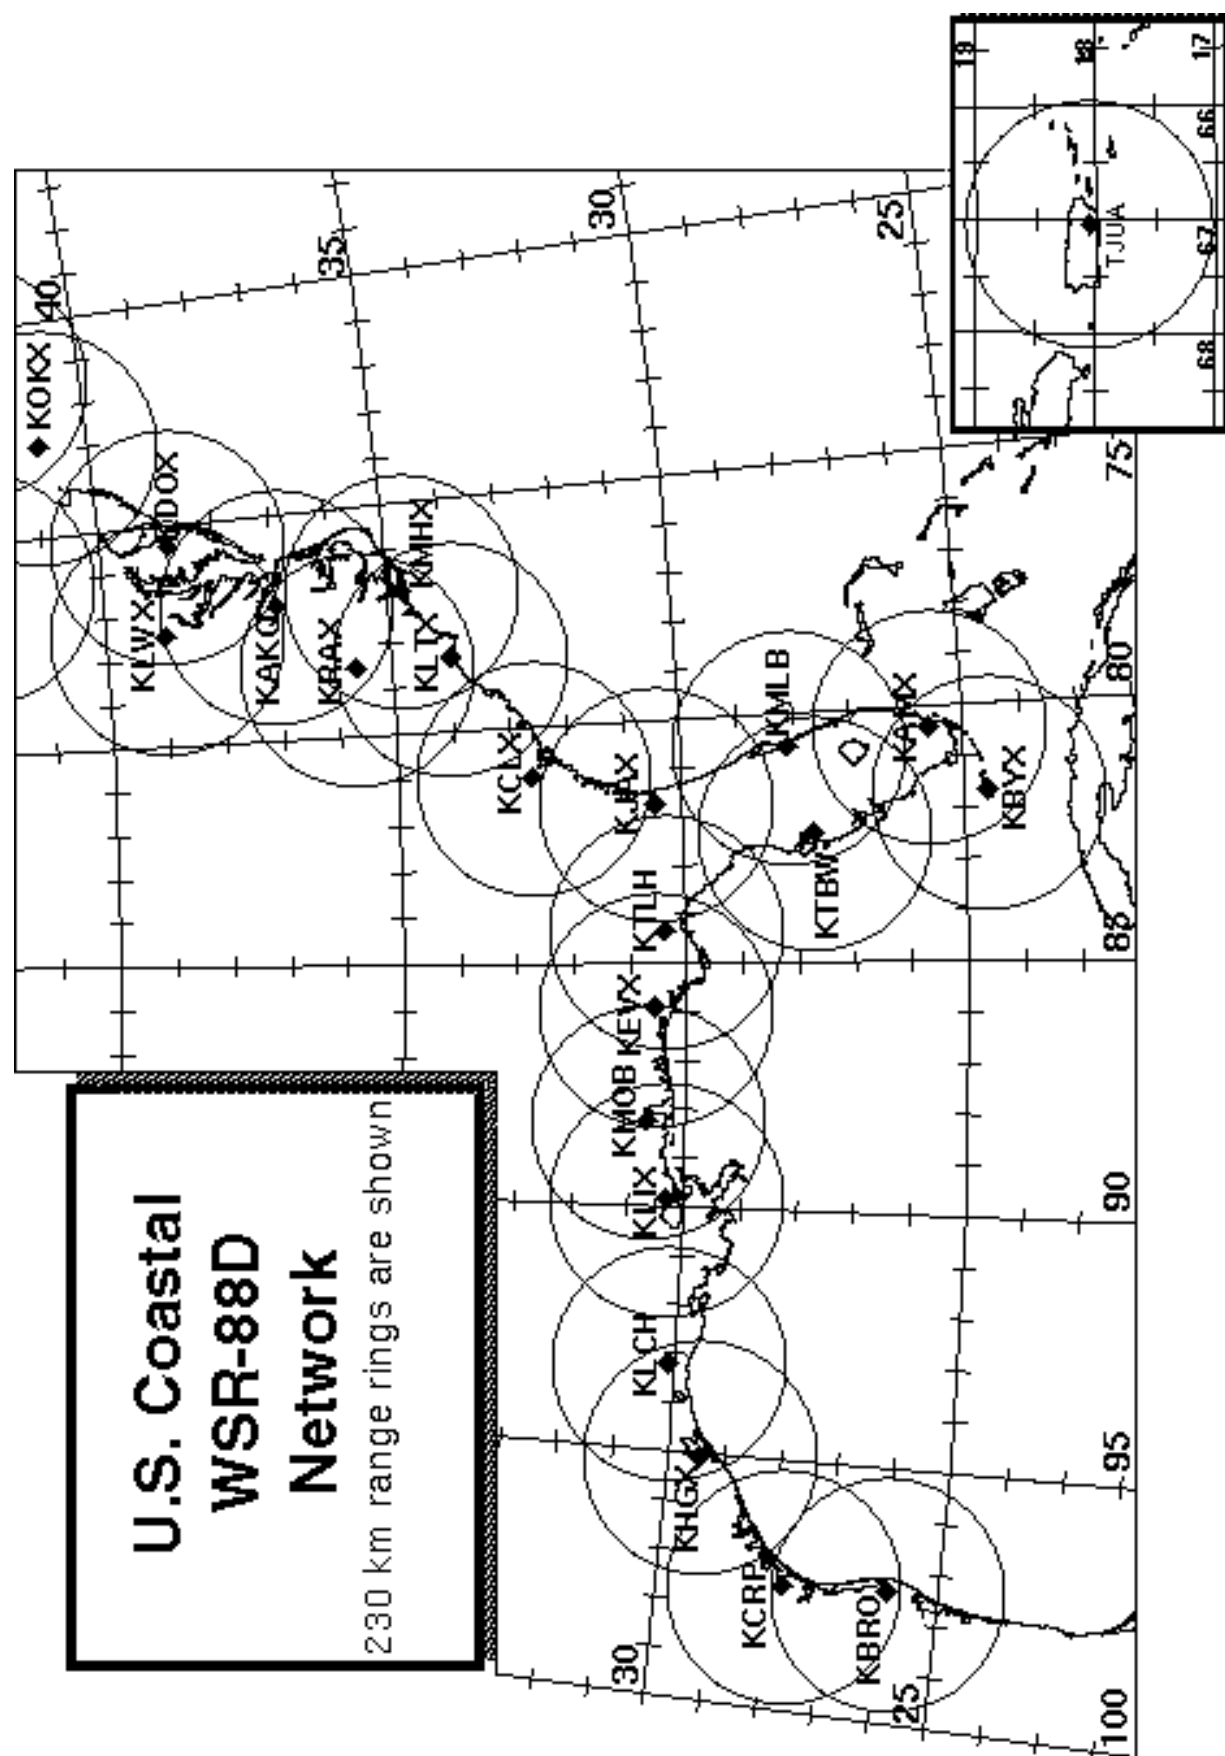 U.S. Coastal
WSR-88D
Network
230 km range rings are shown
KOKX
KDOX
KLWX
KAKQ
KRAX
KMHX
KLTX
KCLX
KJAX
KMLB
KAMX
KBYX
KTBW
KTLH
KEVX
KMOB
KLIX
KLCH
KHGX
KCRP
KBRO
40
35
30
25
30
25
100
95
90
85
80
75
19
18
17
66
67
68
TJUA